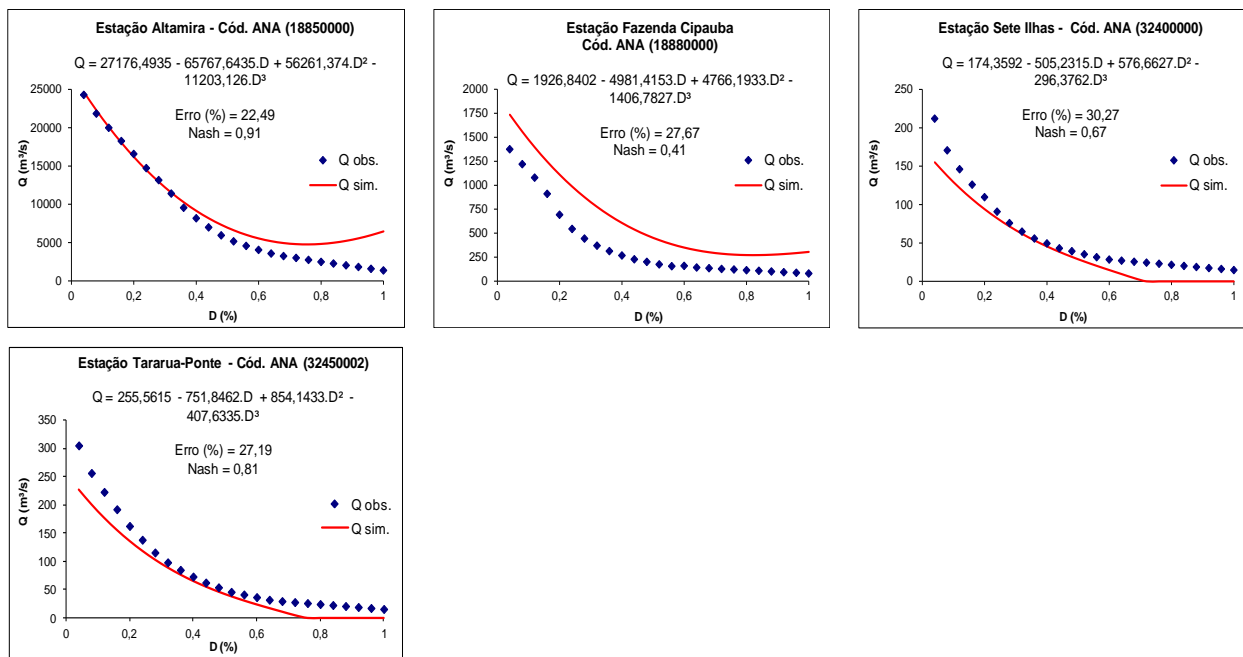 Estação Altamira - Cód. ANA (18850000)
Q = 27176,4935 - 65767,6435.D + 56261,374.D² -
11203,126.D³
Erro (%) = 22,49
Nash = 0,91
25000
20000
15000
10000
5000
0
Q (m³/s)
Q obs.
Q sim.
0 0,2 0,4 0,6 0,8 1
D (%)
Estação Fazenda Cipauba
Cód. ANA (18880000)
Q = 1926,8402 - 4981,4153.D + 4766,1933.D² -
1406,7827.D³
Erro (%) = 27,67
Nash = 0,41
2000
1750
1500
1250
1000
750
500
250
0
Q (m³/s)
Q obs.
Q sim.
0 0,2 0,4 0,6 0,8 1
D (%)
Estação Sete Ilhas - Cód. ANA (32400000)
Q = 174,3592 - 505,2315.D + 576,6627.D² -
296,3762.D³
Erro (%) = 30,27
Nash = 0,67
250
200
150
100
50
0
Q (m³/s)
Q obs.
Q sim.
0 0,2 0,4 0,6 0,8 1
D (%)
Estação Tararua-Ponte - Cód. ANA (32450002)
Q = 255,5615 - 751,8462.D + 854,1433.D² -
407,6335.D³
Erro (%) = 27,19
Nash = 0,81
350
300
250
200
150
100
50
0
Q (m³/s)
Q obs.
Q sim.
0 0,2 0,4 0,6 0,8 1
D (%)